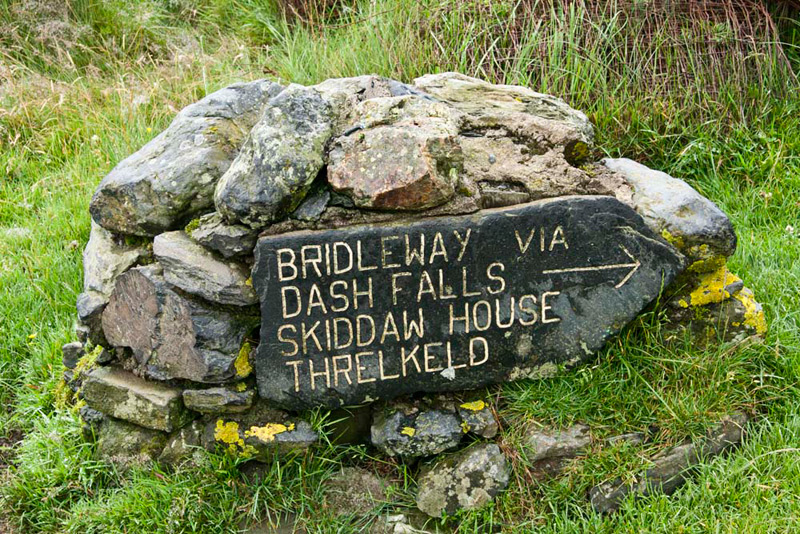 BRIDLEWAY VIA
DASH FALLS
SKIDDAW HOUSE
THRELKELD